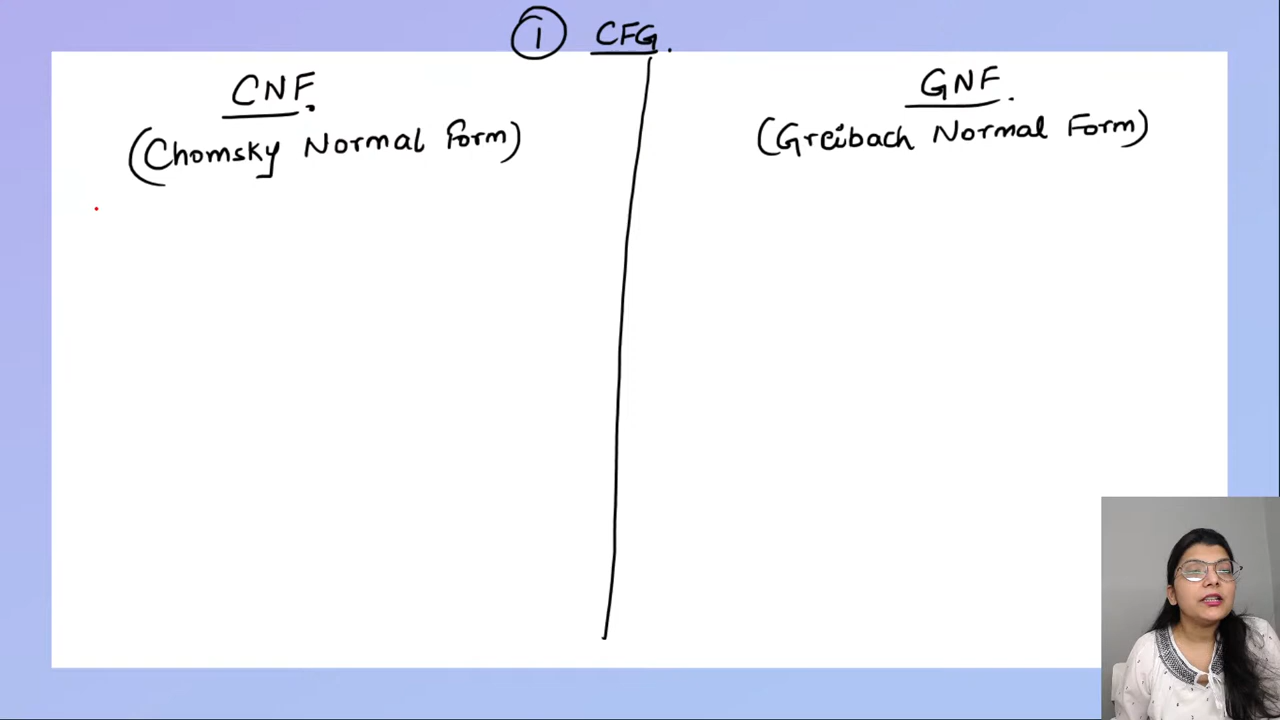 ① CFG.
CNF.
(Chomsky Normal Form)
GNF.
(Greibach Normal Form)